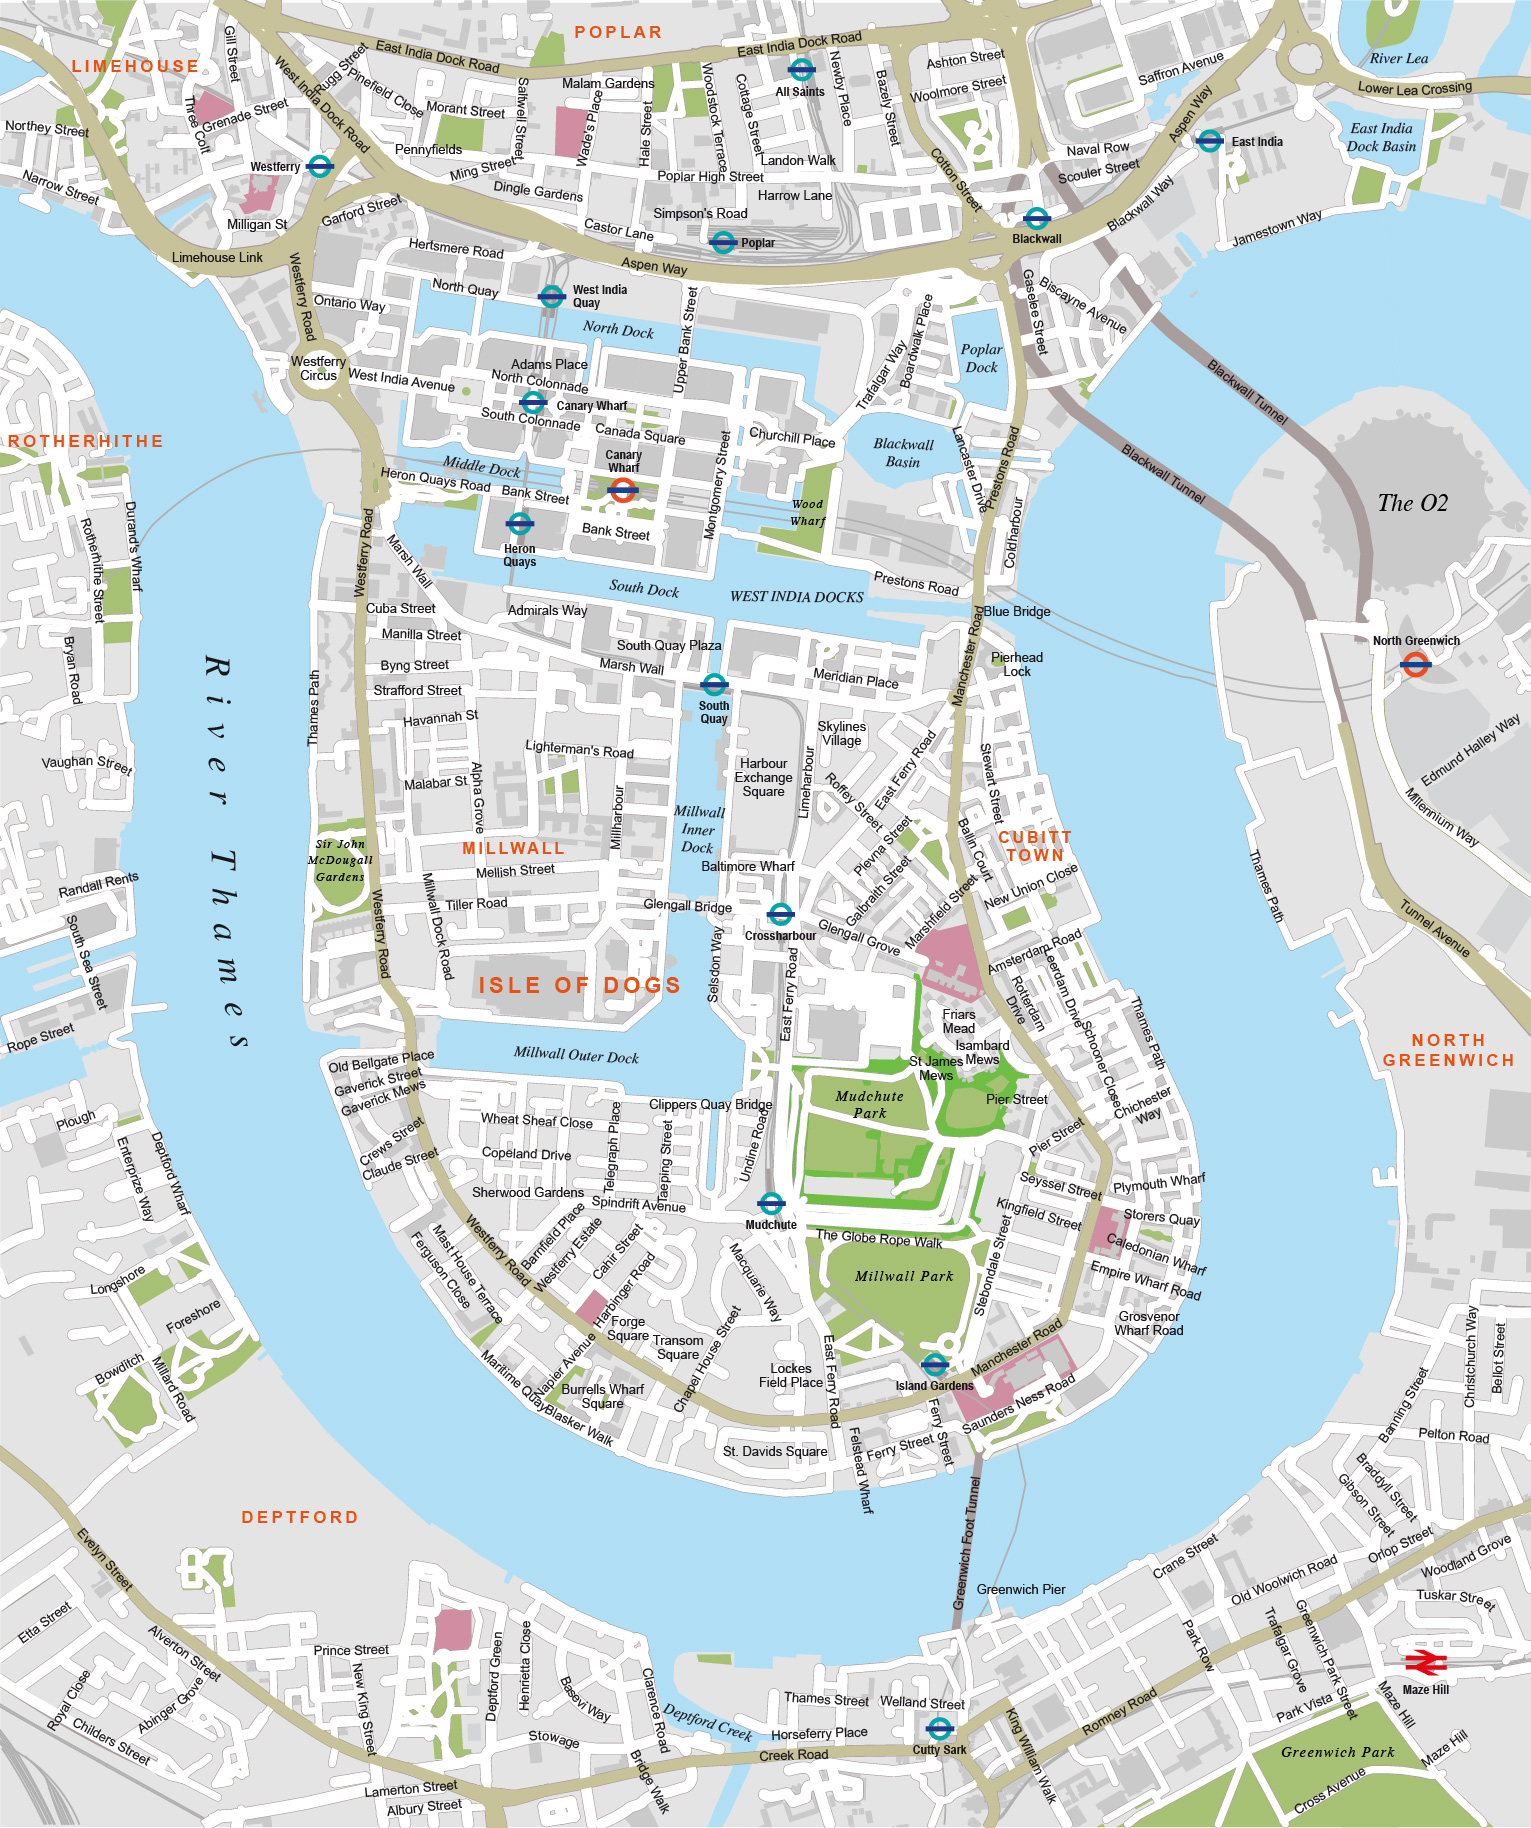 POPLAR
LIMEHOUSE
East India Dock Road
East India Dock Road
Gill Street
Rugg Street
West India Dock Road
Pinefield Close
Malam Gardens
All Saints
Newby Place
Bazely Street
Ashton Street
Woolmore Street
Saffron Avenue
River Lea
Lower Lea Crossing
Three Colt
Grenade Street
Morant Street
Saltwell Street
Wade's Place
Hale Street
Woodstock Terrace
Cottage Street
Aspen Way
East India
East India
Dock Basin
Northey Street
Narrow Street
Westferry
Pennyfields
Ming Street
Dingle Gardens
Landon Walk
Poplar High Street
Harrow Lane
Cotton Street
Naval Row
Scouler Street
Blackwall Way
Jamestown Way
Milligan St
Garford Street
Simpson's Road
Castor Lane
Poplar
Blackwall
Limehouse Link
Hertsmere Road
Aspen Way
Westferry Road
Ontario Way
North Quay
West India
Quay
North Dock
Upper Bank Street
Gaselee Street
Biscayne Avenue
Trafalgar Way
Boardwalk Place
Poplar
Dock
Blackwall Tunnel
Blackwall Tunnel
Westferry
Circus
West India Avenue
Adams Place
North Colonnade
Canary Wharf
South Colonnade
Canada Square
Churchill Place
Montgomery Street
Blackwall
Basin
Lancaster Drive
Prestons Road
Coldharbour
The O2
ROTHERHITHE
Middle Dock
Canary
Wharf
Heron Quays Road
Bank Street
Bank Street
Heron
Quays
Wood
Wharf
Durand's Wharf
Rotherhithe Street
Bryan Road
Westferry Road
Marsh Wall
South Dock
WEST INDIA DOCKS
Prestons Road
Blue Bridge
Cuba Street
Manilla Street
Byng Street
Strafford Street
Admirals Way
South Quay Plaza
Marsh Wall
South
Quay
Meridian Place
Manchester Road
Pierhead
Lock
North Greenwich
River Thames
Thames Path
Havannah St
Lighterman's Road
Malabar St
Alpha Grove
Millharbour
Harbour
Exchange
Square
Limeharbour
Skylines
Village
East Ferry Road
Roffey Street
Stewart Street
Edmund Halley Way
Millennium Way
Vaughan Street
Sir John
McDougall
Gardens
MILLWALL
Millwall
Inner
Dock
Plevna Street
Galbraith Street
Ballin Court
CUBITT
TOWN
New Union Close
Thames Path
Tunnel Avenue
Randall Rents
South Sea Street
Rope Street
Westferry Road
Millwall Dock Road
Mellish Street
Tiller Road
Baltimore Wharf
Glengall Bridge
Crossharbour
Glengall Grove
Marshfield Street
Amsterdam Road
Leerdam Drive
Rotterdam
Drive
ISLE OF DOGS
Selsdon Way
East Ferry Road
Friars
Mead
Isambard
Mews
St James
Mews
Schooner Close
Thames Path
NORTH
GREENWICH
Millwall Outer Dock
Old Bellgate Place
Gaverick Street
Gaverick Mews
Crews Street
Claude Street
Mudchute
Park
Pier Street
Pier Street
Chichester
Way
Plough
Enterprize Way
Deptford Wharf
Wheat Sheaf Close
Copeland Drive
Sherwood Gardens
Telegraph Place
Taeping Street
Clippers Quay Bridge
Undine Road
Spindrift Avenue
Mudchute
Seyssel Street
Plymouth Wharf
Kingfield Street
Storers Quay
Caledonian Wharf
Empire Wharf Road
The Globe Rope Walk
Millwall Park
Stebondale Street
Grosvenor
Wharf Road
Westferry Road
Barnfield Place
Westferry Estate
Cahir Street
Harbinger Road
Macquarie Way
Mast House Terrace
Ferguson Close
Longshore
Foreshore
Bowditch
Millard Road
Forge
Square
Transom
Square
Chapel House Street
Lockes
Field Place
East Ferry Road
Island Gardens
Manchester Road
Saunders Ness Road
Maritime Quay
Napier Avenue
Burrells Wharf
Square
Blasker Walk
St. Davids Square
Felstead Wharf
Ferry Street
Ferry Street
Christchurch Way
Bellot Street
Banning Street
Pelton Road
Braddyll Street
Gibson Street
Orlop Street
Woodland Grove
DEPTFORD
Evelyn Street
Greenwich Foot Tunnel
Greenwich Pier
Crane Street
Old Woolwich Road
Tuskar Street
Trafalgar Grove
Greenwich Park Street
Park Row
Maze Hill
Maze Hill
Maze Hill
Park Vista
Greenwich Park
Cross Avenue
Etta Street
Alverton Street
Royal Close
Abinger Grove
Childers Street
Prince Street
New King Street
Deptford Green
Henrietta Close
Basevi Way
Clarence Road
Stowage
Bridge Walk
Deptford Creek
Thames Street
Welland Street
Horseferry Place
Creek Road
Cutty Sark
King William Walk
Romney Road
Lamerton Street
Albury Street